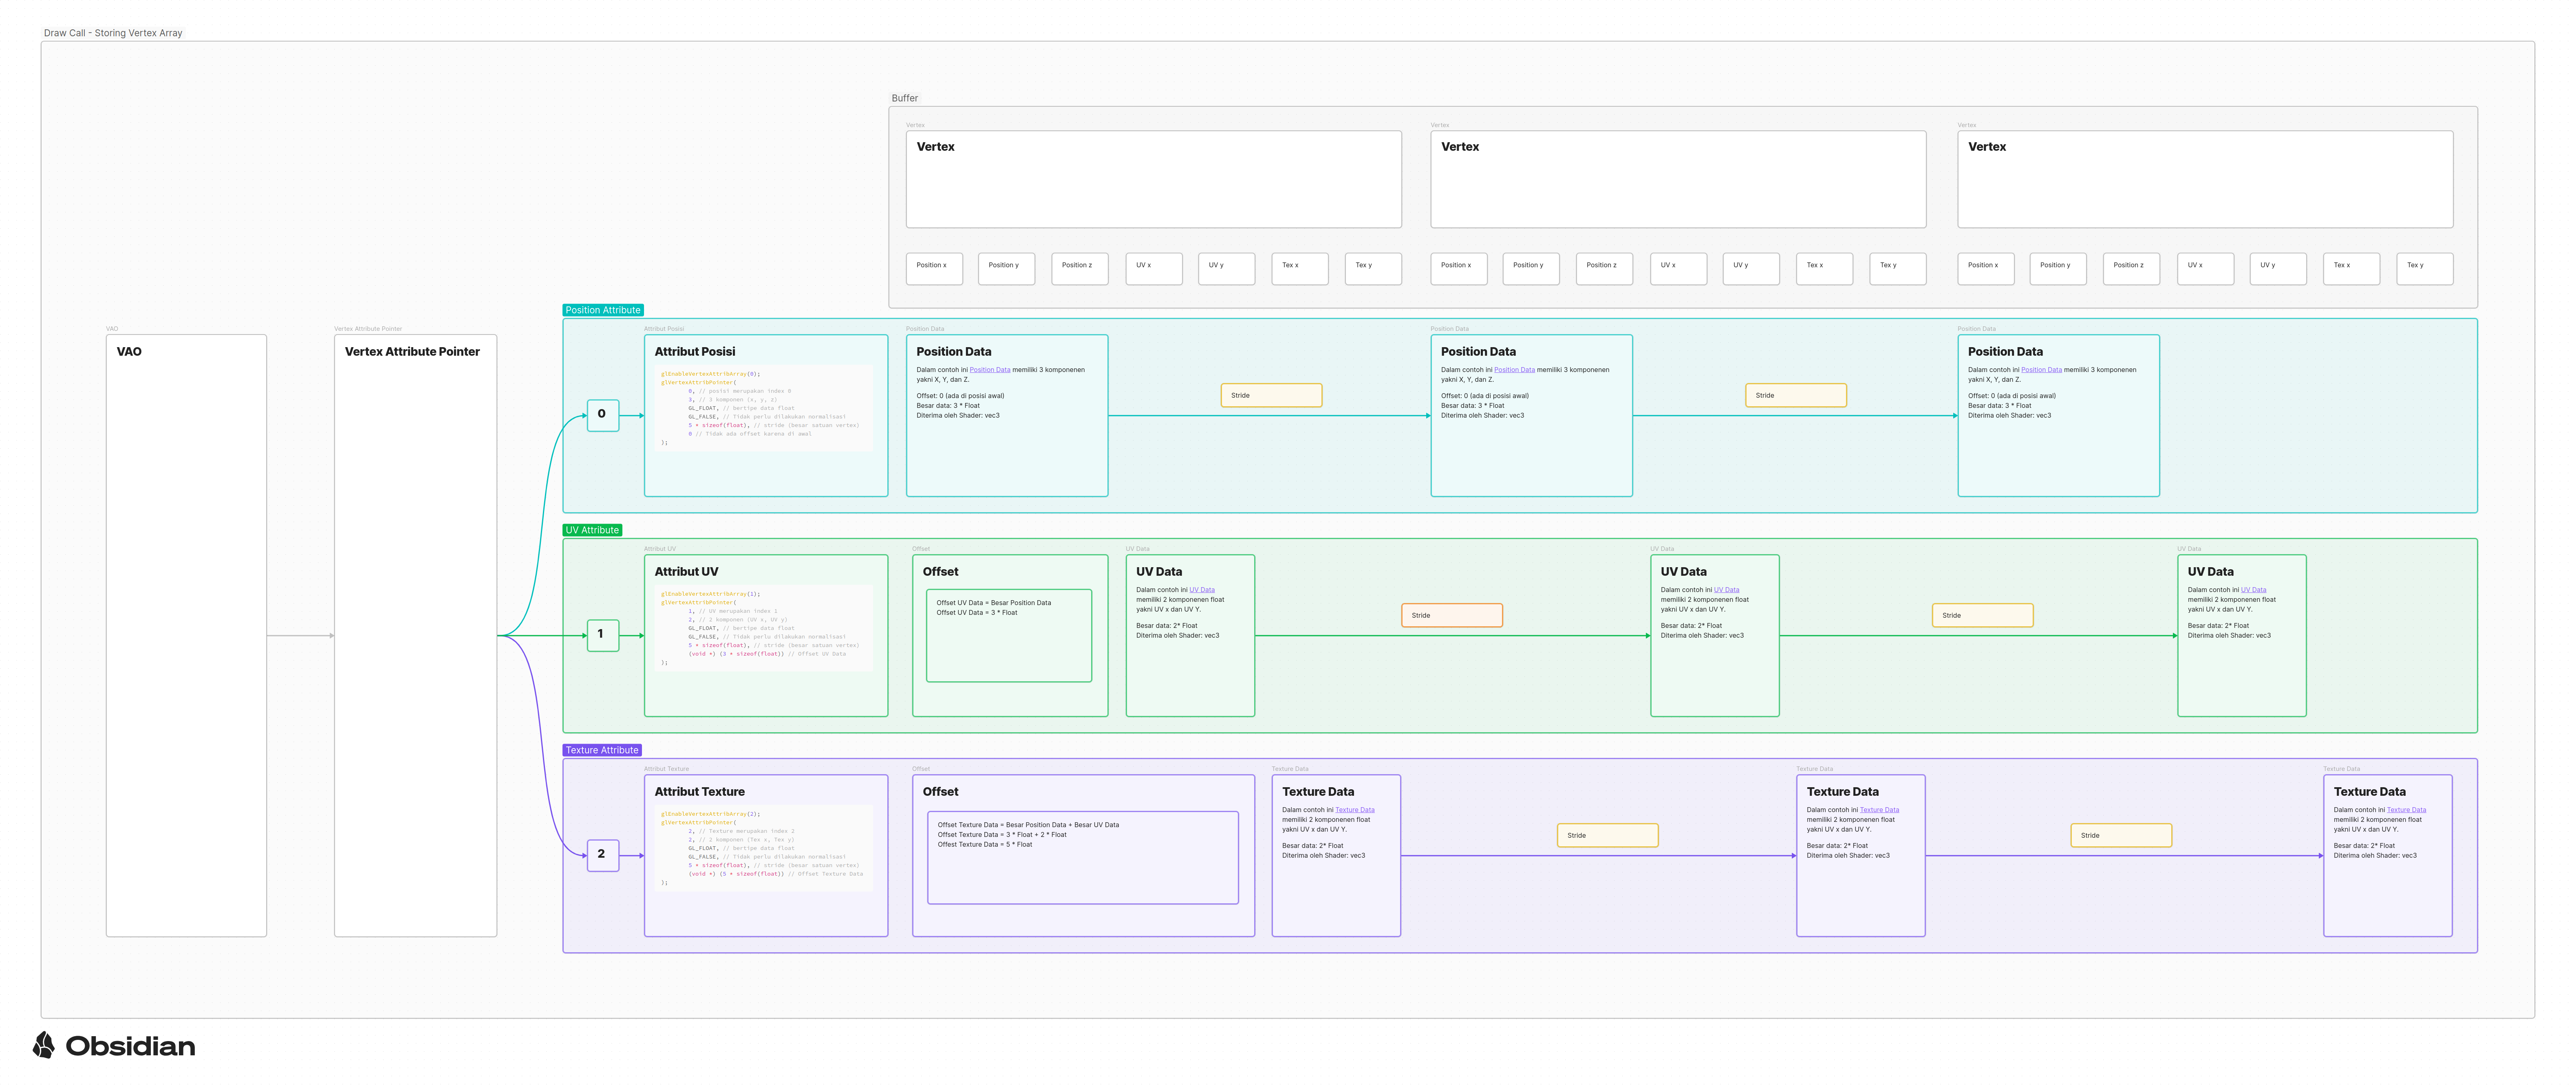 Draw Call - Storing Vertex Array
Buffer
Vertex
Vertex
Vertex
Vertex
Vertex
Vertex
Position x
Position y
Position z
UV x
UV y
Tex x
Tex y
Position x
Position y
Position z
UV x
UV y
Tex x
Tex y
Position x
Position y
Position z
UV x
UV y
Tex x
Tex y
VAO
VAO
Vertex Attribute Pointer
Vertex Attribute Pointer
Position Attribute
0
Attribut Posisi
Attribut Posisi
glEnableVertexAttribArray(0);
glVertexAttribPointer(
0, // posisi merupakan index 0
3, // 3 komponen (x, y, z)
GL_FLOAT, // bertipe data float
GL_FALSE, // Tidak perlu dilakukan normalisasi
5 * sizeof(float), // stride (besar satuan vertex)
0 // Tidak ada offset karena di awal
);
Position Data
Position Data
Dalam contoh ini Position Data memiliki 3 komponenen
yakni X, Y, dan Z.
Offset: 0 (ada di posisi awal)
Besar data: 3 * Float
Diterima oleh Shader: vec3
Stride
Position Data
Position Data
Dalam contoh ini Position Data memiliki 3 komponenen
yakni X, Y, dan Z.
Offset: 0 (ada di posisi awal)
Besar data: 3 * Float
Diterima oleh Shader: vec3
Stride
Position Data
Position Data
Dalam contoh ini Position Data memiliki 3 komponenen
yakni X, Y, dan Z.
Offset: 0 (ada di posisi awal)
Besar data: 3 * Float
Diterima oleh Shader: vec3
UV Attribute
1
Attribut UV
Attribut UV
glEnableVertexAttribArray(1);
glVertexAttribPointer(
1, // UV merupakan index 1
2, // 2 komponen (UV x, UV y)
GL_FLOAT, // bertipe data float
GL_FALSE, // Tidak perlu dilakukan normalisasi
5 * sizeof(float), // stride (besar satuan vertex)
(void *) (3 * sizeof(float)) // Offset UV Data
);
Offset
Offset
Offset UV Data = Besar Position Data
Offset UV Data = 3 * Float
UV Data
UV Data
Dalam contoh ini UV Data
memiliki 2 komponenen float
yakni UV x dan UV Y.
Besar data: 2* Float
Diterima oleh Shader: vec3
Stride
UV Data
UV Data
Dalam contoh ini UV Data
memiliki 2 komponenen float
yakni UV x dan UV Y.
Besar data: 2* Float
Diterima oleh Shader: vec3
Stride
UV Data
UV Data
Dalam contoh ini UV Data
memiliki 2 komponenen float
yakni UV x dan UV Y.
Besar data: 2* Float
Diterima oleh Shader: vec3
Texture Attribute
2
Attribut Texture
Attribut Texture
glEnableVertexAttribArray(2);
glVertexAttribPointer(
2, // Texture merupakan index 2
2, // 2 komponen (Tex x, Tex y)
GL_FLOAT, // bertipe data float
GL_FALSE, // Tidak perlu dilakukan normalisasi
5 * sizeof(float), // stride (besar satuan vertex)
(void *) (5 * sizeof(float)) // Offset Texture Data
);
Offset
Offset
Offset Texture Data = Besar Position Data + Besar UV Data
Offset Texture Data = 3 * Float + 2 * Float
Offest Texture Data = 5 * Float
Texture Data
Texture Data
Dalam contoh ini Texture Data
memiliki 2 komponenen float
yakni UV x dan UV Y.
Besar data: 2* Float
Diterima oleh Shader: vec3
Stride
Texture Data
Texture Data
Dalam contoh ini Texture Data
memiliki 2 komponenen float
yakni UV x dan UV Y.
Besar data: 2* Float
Diterima oleh Shader: vec3
Stride
Texture Data
Texture Data
Dalam contoh ini Texture Data
memiliki 2 komponenen float
yakni UV x dan UV Y.
Besar data: 2* Float
Diterima oleh Shader: vec3
Obsidian